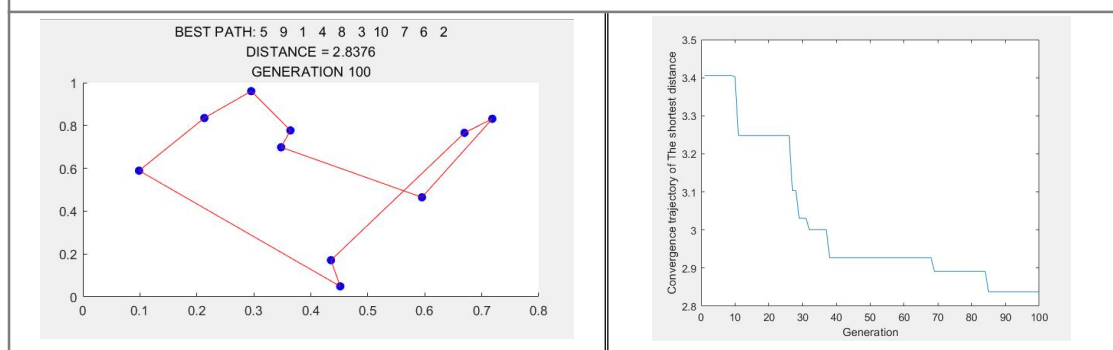 BEST PATH: 5 9 1 4 8 3 10 7 6 2
DISTANCE = 2.8376
GENERATION 100
1
0.8
0.6
0.4
0.2
0
0 0.1 0.2 0.3 0.4 0.5 0.6 0.7 0.8
Convergence trajectory of The shortest distance
3.5
3.4
3.3
3.2
3.1
3
2.9
2.8
0 10 20 30 40 50 60 70 80 90 100
Generation